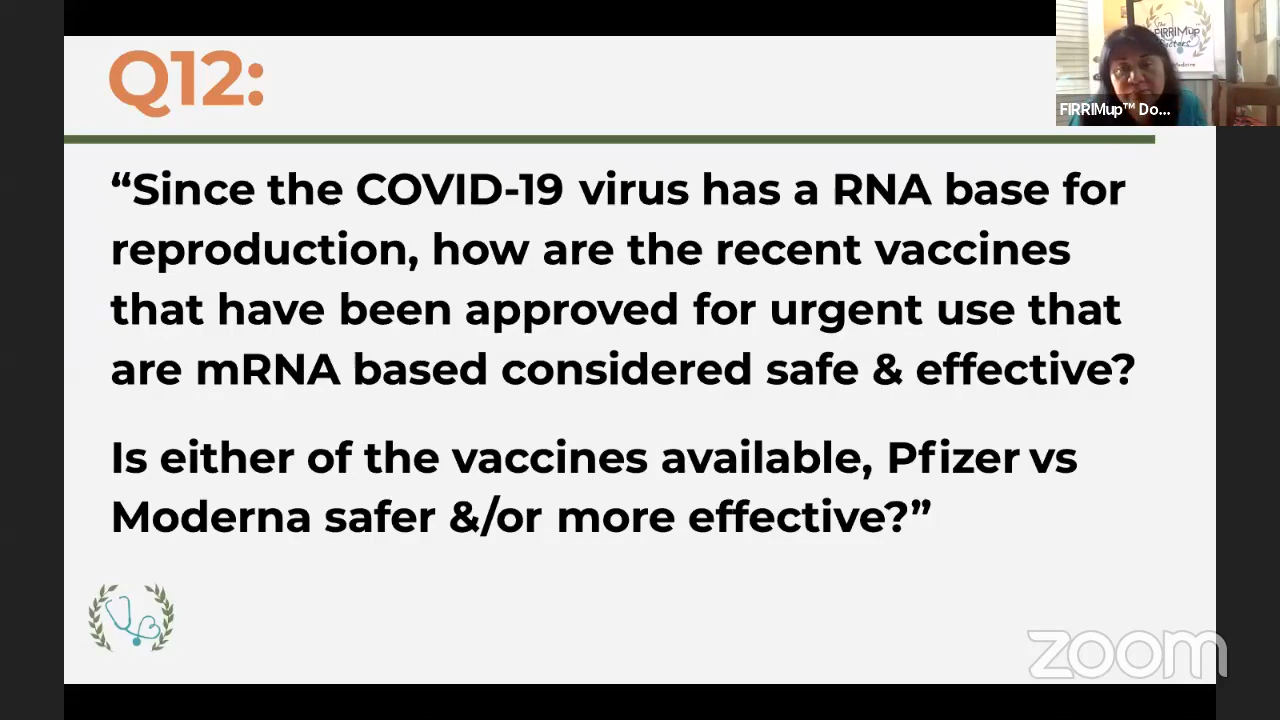 Q12:
FIRRIMup™ Do...
“Since the COVID-19 virus has a RNA base for
reproduction, how are the recent vaccines
that have been approved for urgent use that
are mRNA based considered safe & effective?
Is either of the vaccines available, Pfizer vs
Moderna safer &/or more effective?”
zoom